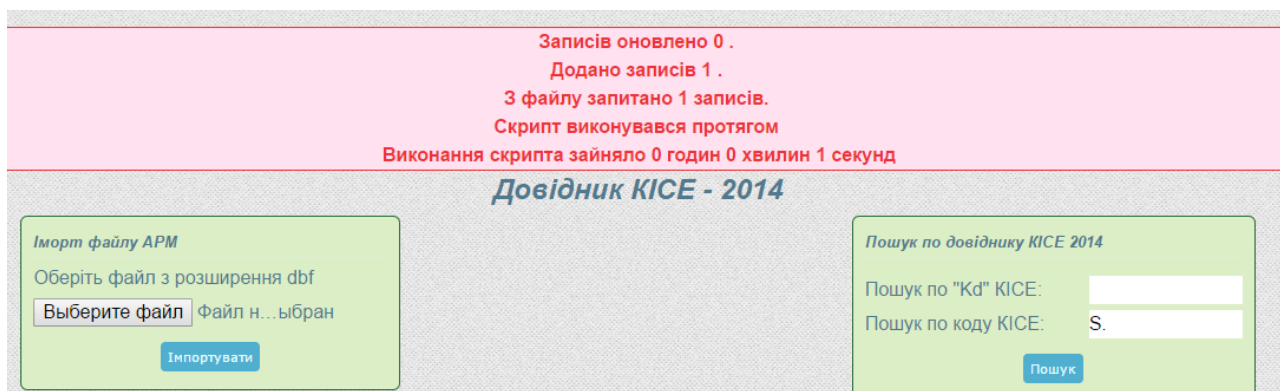 Записів оновлено 0 .
Додано записів 1 .
З файлу запитано 1 записів.
Скрипт виконувався протягом
Виконання скрипта зайняло 0 годин 0 хвилин 1 секунд
Довідник КІСЕ - 2014
Іморт файлу АРМ
Оберіть файл з розширення dbf
Выберите файл Файл н...ыбран
Імпортувати
Пошук по довіднику КІСЕ 2014
Пошук по "Kd" КІСЕ:
Пошук по коду КІСЕ: S.
Пошук